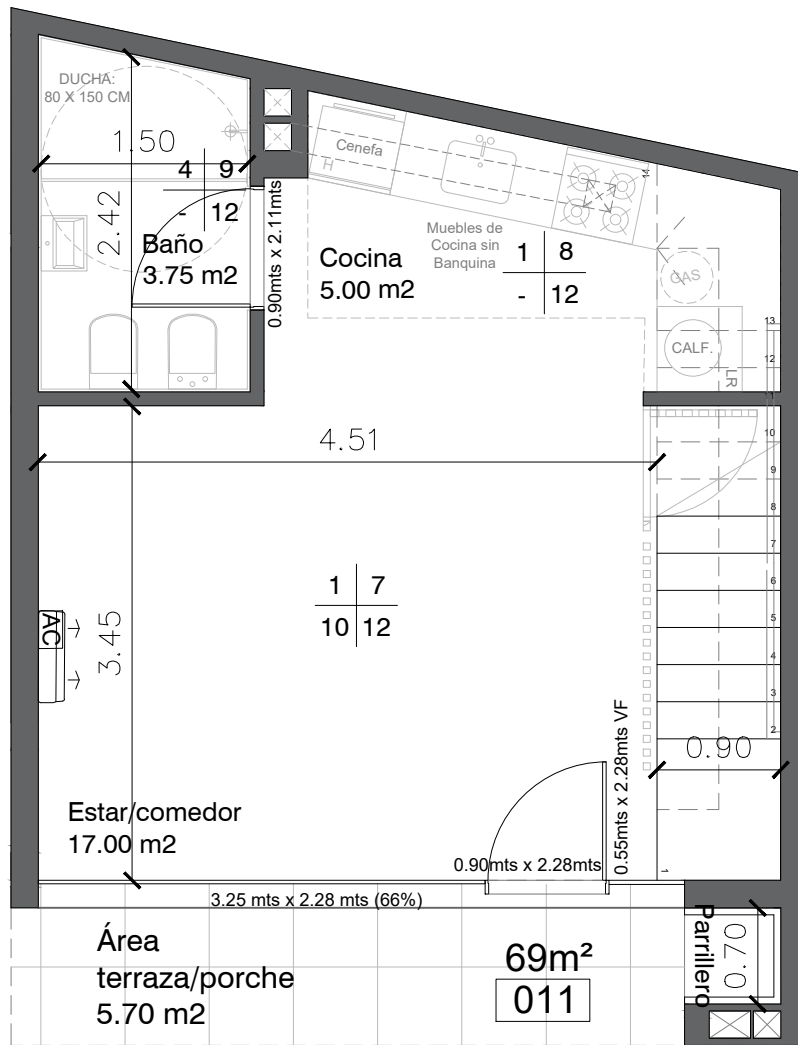 DUCHA:
80 X 150 CM
1.50
4 9
- 12
2.42
Baño
3.75 m2
0.90mts x 2.11mts
Cenefa
H
Muebles de
Cocina sin
Banquina
Cocina
5.00 m2
1 8
- 12
14
GAS
CALF.
LR
13
12
11
10
9
8
7
6
5
4
3
2
1
4.51
1 7
10 12
AC
3.45
0.90
0.55mts x 2.28mts VF
Estar/comedor
17.00 m2
0.90mts x 2.28mts
3.25 mts x 2.28 mts (66%)
Área
terraza/porche
5.70 m2
69m²
011
Parrillero
0.70